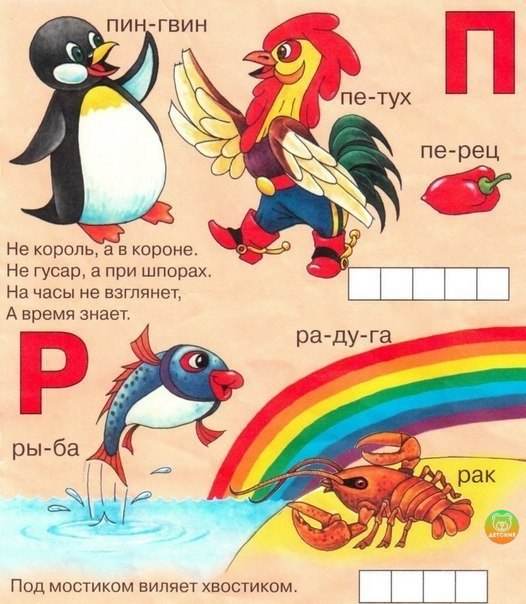 пин-гвин
П
пе-тух
пе-рец
Не король, а в короне.
Не гусар, а при шпорах.
На часы не взглянет,
А время знает.
Р
ра-ду-га
ры-ба
рак
ДЕТСКИЕ
Под мостиком виляет хвостиком.